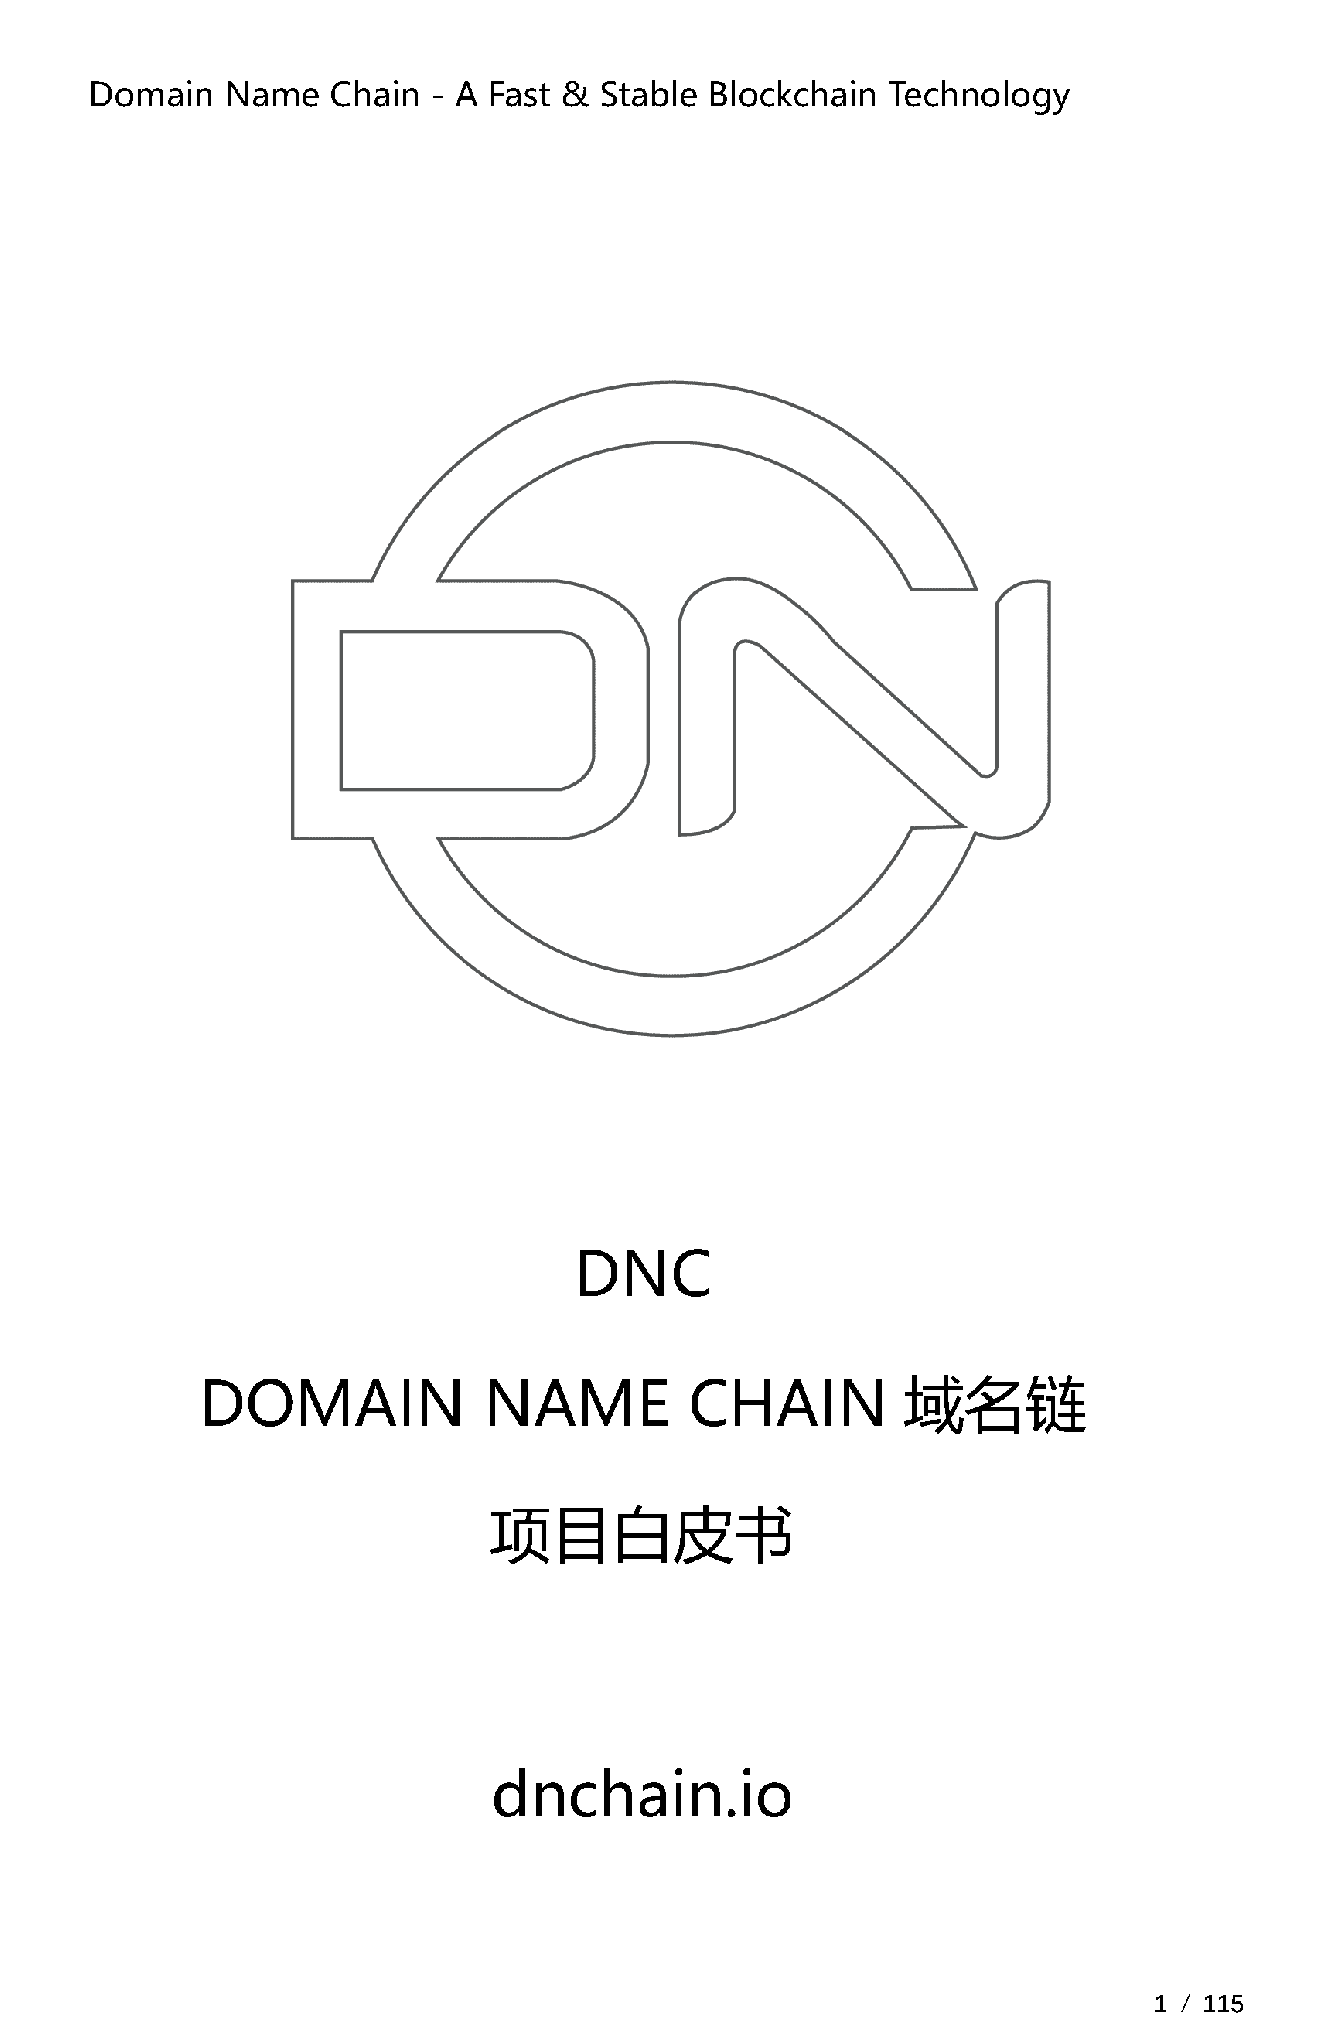 Domain Name Chain - A Fast & Stable Blockchain Technology
DN
DNC
DOMAIN NAME CHAIN 域名链
项目白皮书
dnchain.io
1 / 115